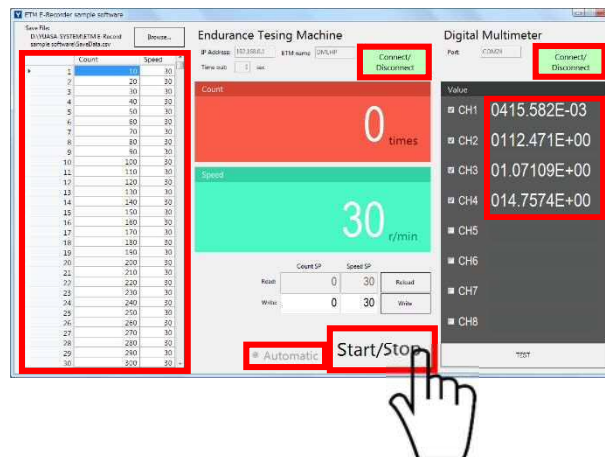 ETM E-Recorder sample software
Save File:
D:\YUASA SYSTEM\ETM E-Record
sample software\SaveData.csv
Browse...
Count Speed
1 10 30
2 20 30
3 30 30
4 40 30
5 50 30
6 60 30
7 70 30
8 80 30
9 90 30
10 100 30
11 110 30
12 120 30
13 130 30
14 140 30
15 150 30
16 160 30
17 170 30
18 180 30
19 190 30
20 200 30
21 210 30
22 220 30
23 230 30
24 240 30
25 250 30
26 260 30
27 270 30
28 280 30
29 290 30
30 300 30
Endurance Tesing Machine
IP Address: 192.168.0.1 ETM name: DMLHP
Time out: sec
Connect/
Disconnect
Count
0 times
Speed
30 r/min
Count SP Speed SP
Read: 0 30 Reload
Write: 0 30 Write
Automatic
Start/Stop
Digital Multimeter
Port:
Connect/
Disconnect
Value
CH1 0415.582E-03
CH2 0112.471E+00
CH3 01.07109E+00
CH4 014.7574E+00
CH5
CH6
CH7
CH8
TEST